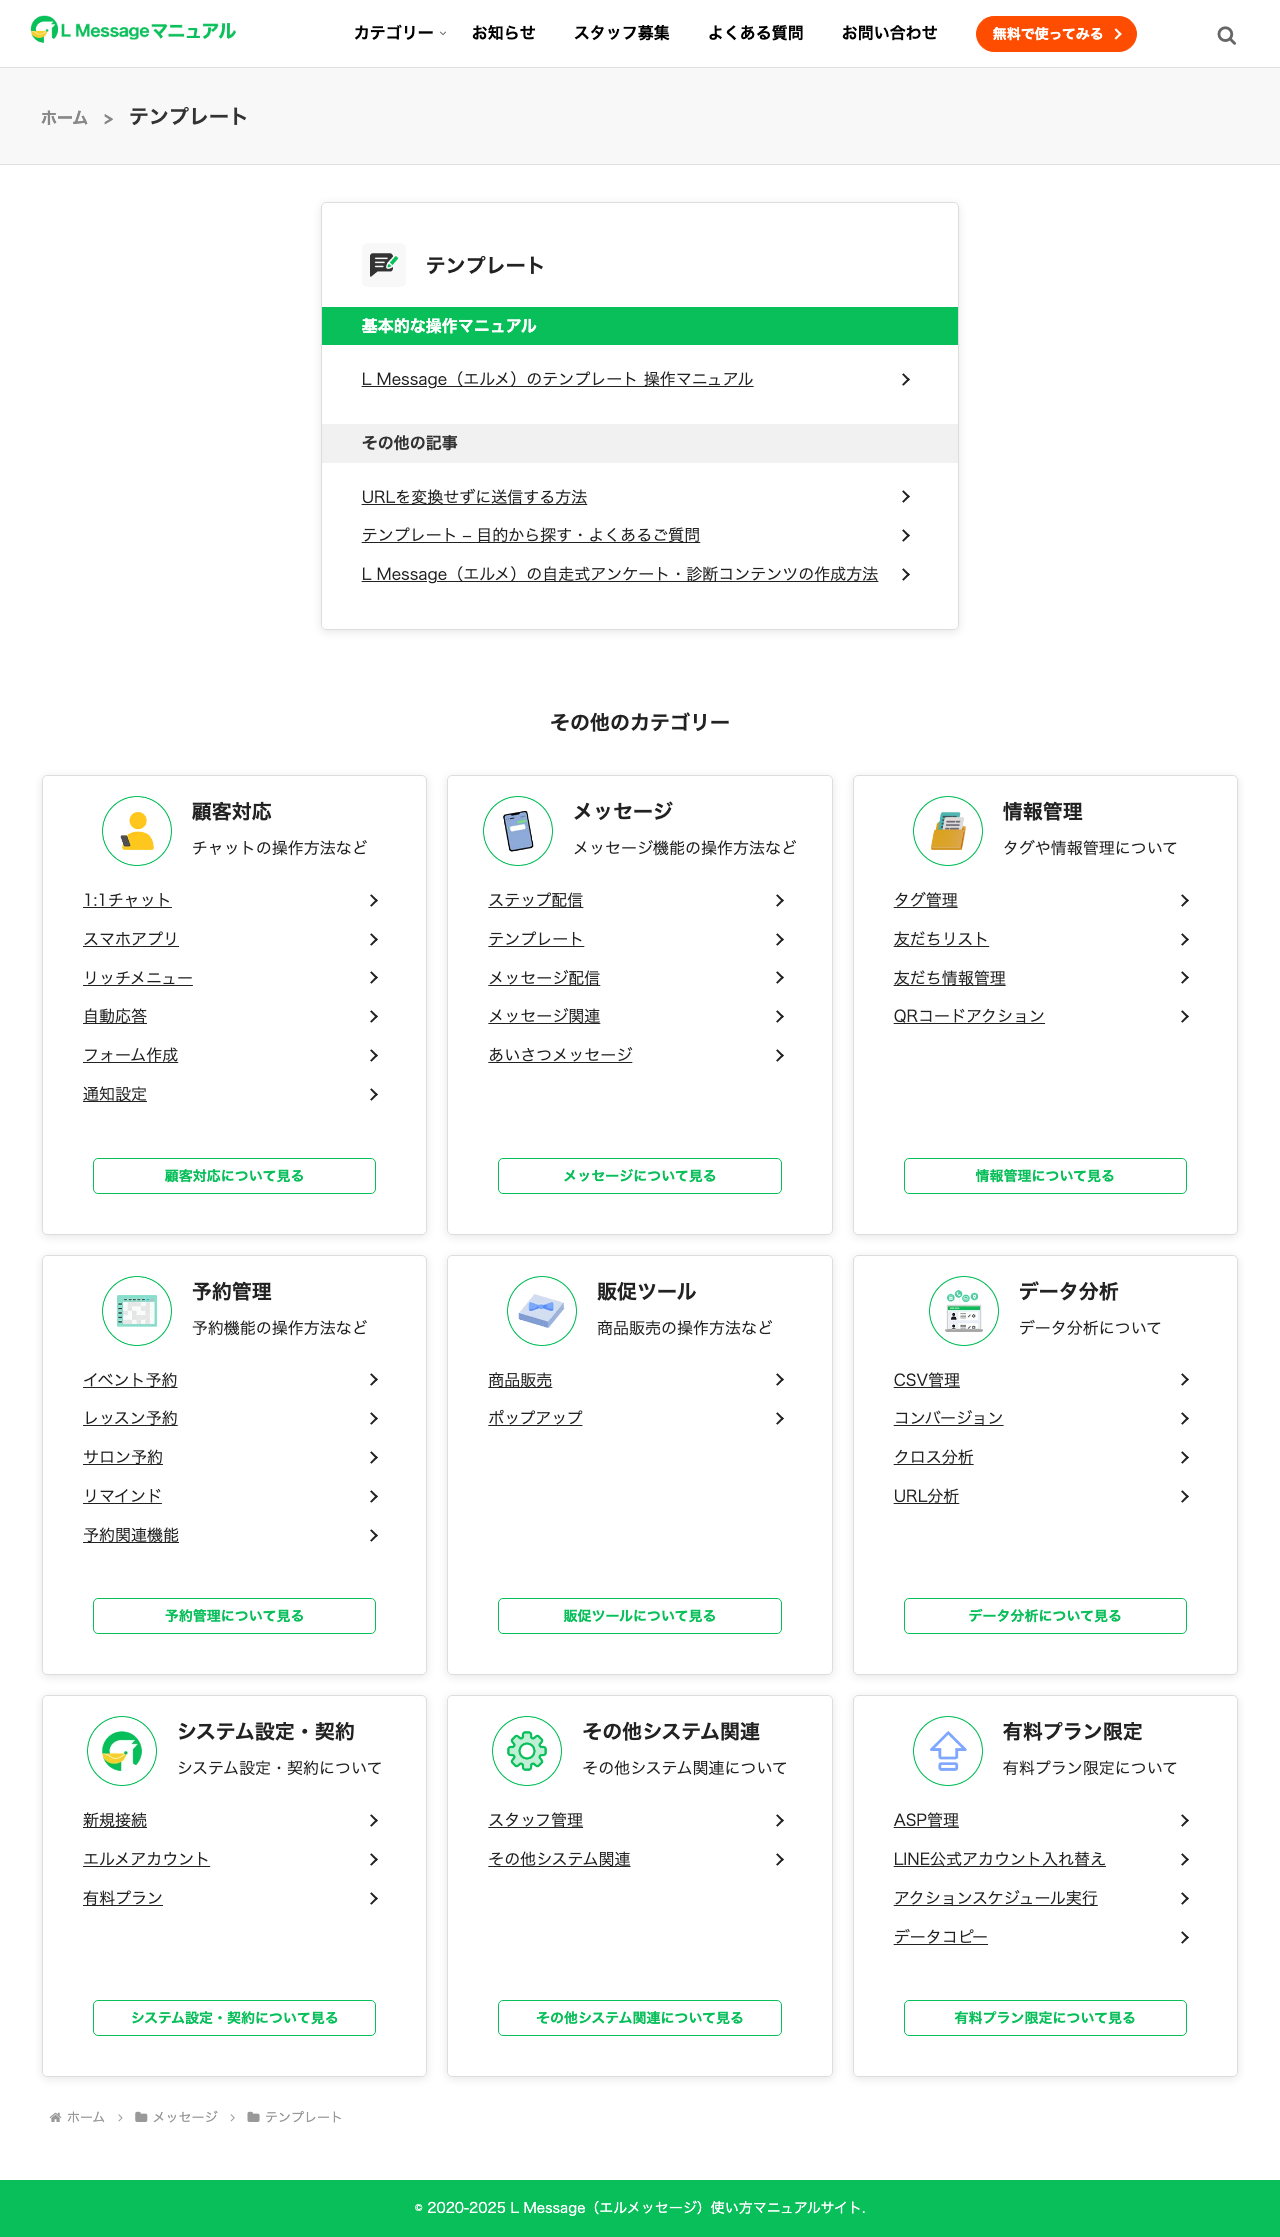 L Messageマニュアル
カテゴリー お知らせ スタッフ募集 よくある質問 お問い合わせ 無料で使ってみる
ホーム > テンプレート
テンプレート
基本的な操作マニュアル
L Message（エルメ）のテンプレート 操作マニュアル
その他の記事
URLを変換せずに送信する方法
テンプレート – 目的から探す・よくあるご質問
L Message（エルメ）の自走式アンケート・診断コンテンツの作成方法
その他のカテゴリー
顧客対応
チャットの操作方法など
1:1チャット
スマホアプリ
リッチメニュー
自動応答
フォーム作成
通知設定
顧客対応について見る
メッセージ
メッセージ機能の操作方法など
ステップ配信
テンプレート
メッセージ配信
メッセージ関連
あいさつメッセージ
メッセージについて見る
情報管理
タグや情報管理について
タグ管理
友だちリスト
友だち情報管理
QRコードアクション
情報管理について見る
予約管理
予約機能の操作方法など
イベント予約
レッスン予約
サロン予約
リマインド
予約関連機能
予約管理について見る
販促ツール
商品販売の操作方法など
商品販売
ポップアップ
販促ツールについて見る
データ分析
データ分析について
CSV管理
コンバージョン
クロス分析
URL分析
データ分析について見る
システム設定・契約
システム設定・契約について
新規接続
エルメアカウント
有料プラン
システム設定・契約について見る
その他システム関連
その他システム関連について
スタッフ管理
その他システム関連
その他システム関連について見る
有料プラン限定
有料プラン限定について
ASP管理
LINE公式アカウント入れ替え
アクションスケジュール実行
データコピー
有料プラン限定について見る
ホーム メッセージ テンプレート
© 2020-2025 L Message（エルメッセージ）使い方マニュアルサイト.